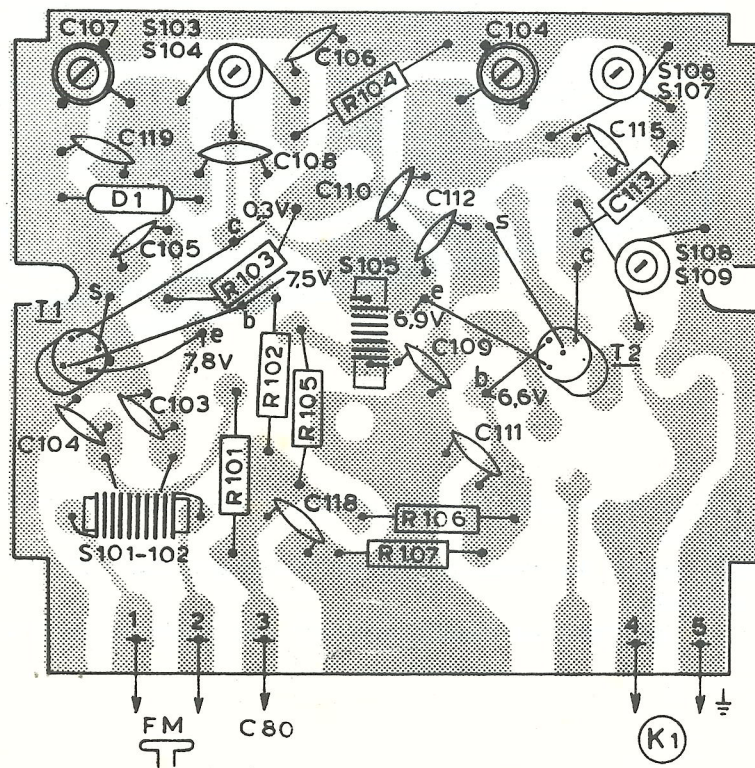 C107
S103
S104
C106
R104
C104
S106
S107
C119
C108
C115
D1
C110
C112
C113
0,3V
c
s
C105
R103
S105
S108
S109
7,5V
c
T1
s
b
e
6,9V
e
7,8V
R102
C109
T2
R105
b
6,6V
C104
C103
R101
C111
C118
R106
S101-102
R107
1
2
3
4
5
FM
C80
K1